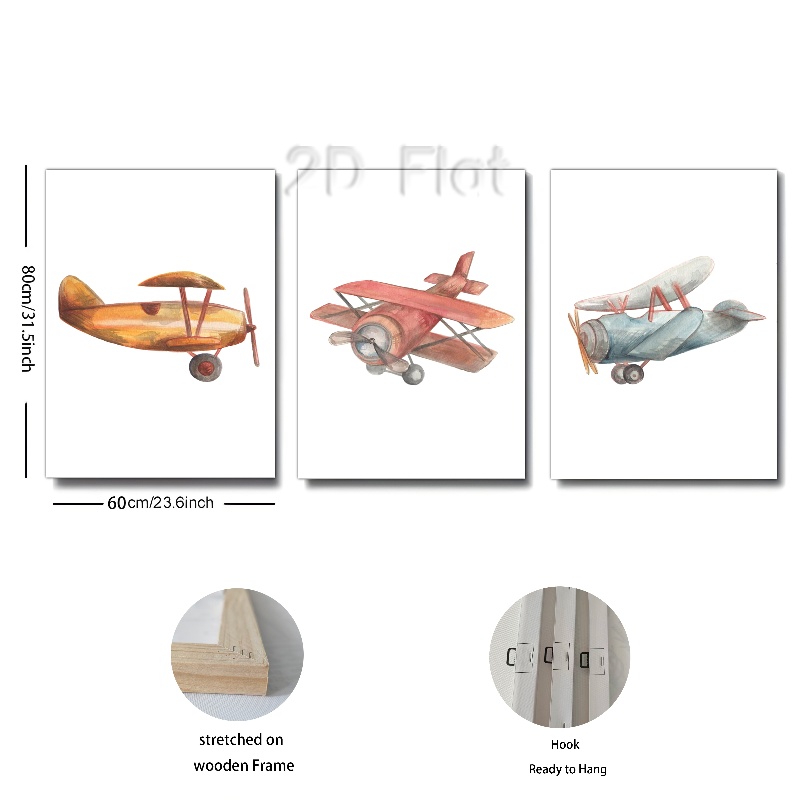 2D Flat
80cm/31.5inch
60cm/23.6inch
stretched on
wooden Frame
Hook
Ready to Hang